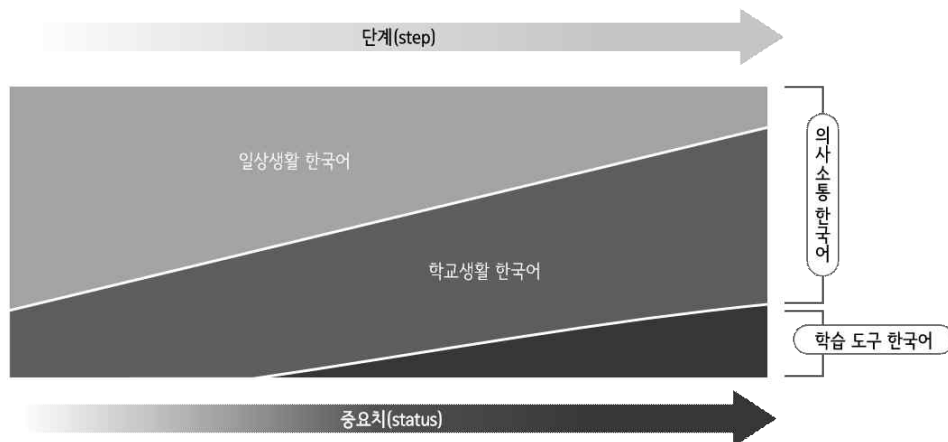 단계(step)
일상생활 한국어
학교생활 한국어
의사소통 한국어
학습 도구 한국어
중요치(status)